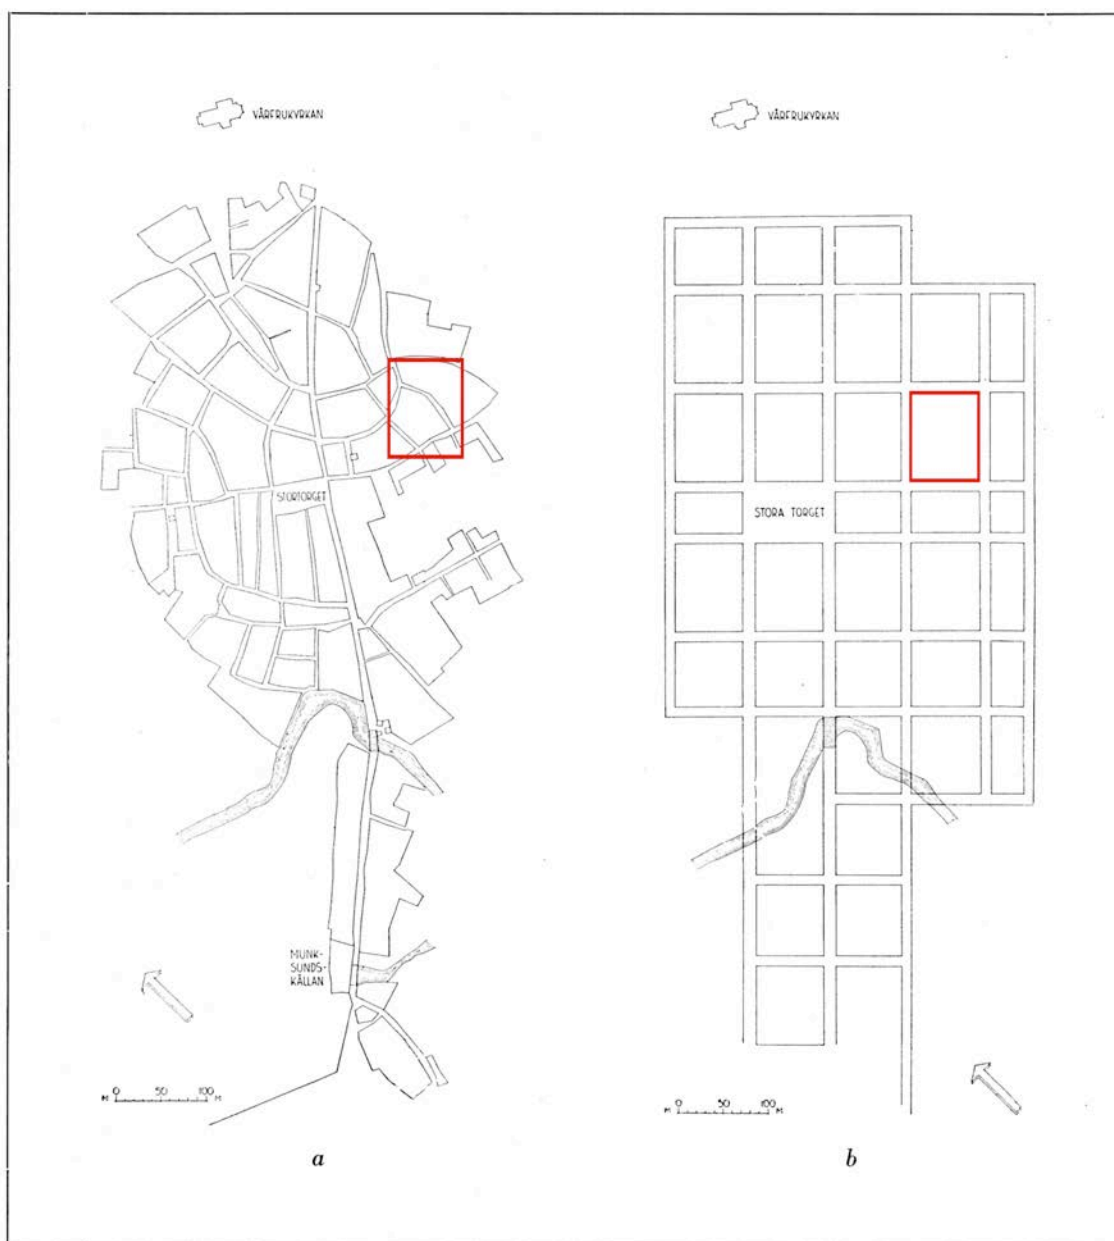 VÅRFRUKYRKAN
VÅRFRUKYRKAN
STORTORGET
STORA TORGET
MUNK-
SUNDS-
KÄLLAN
M 0 50 100 M
M 0 50 100 M
a
b